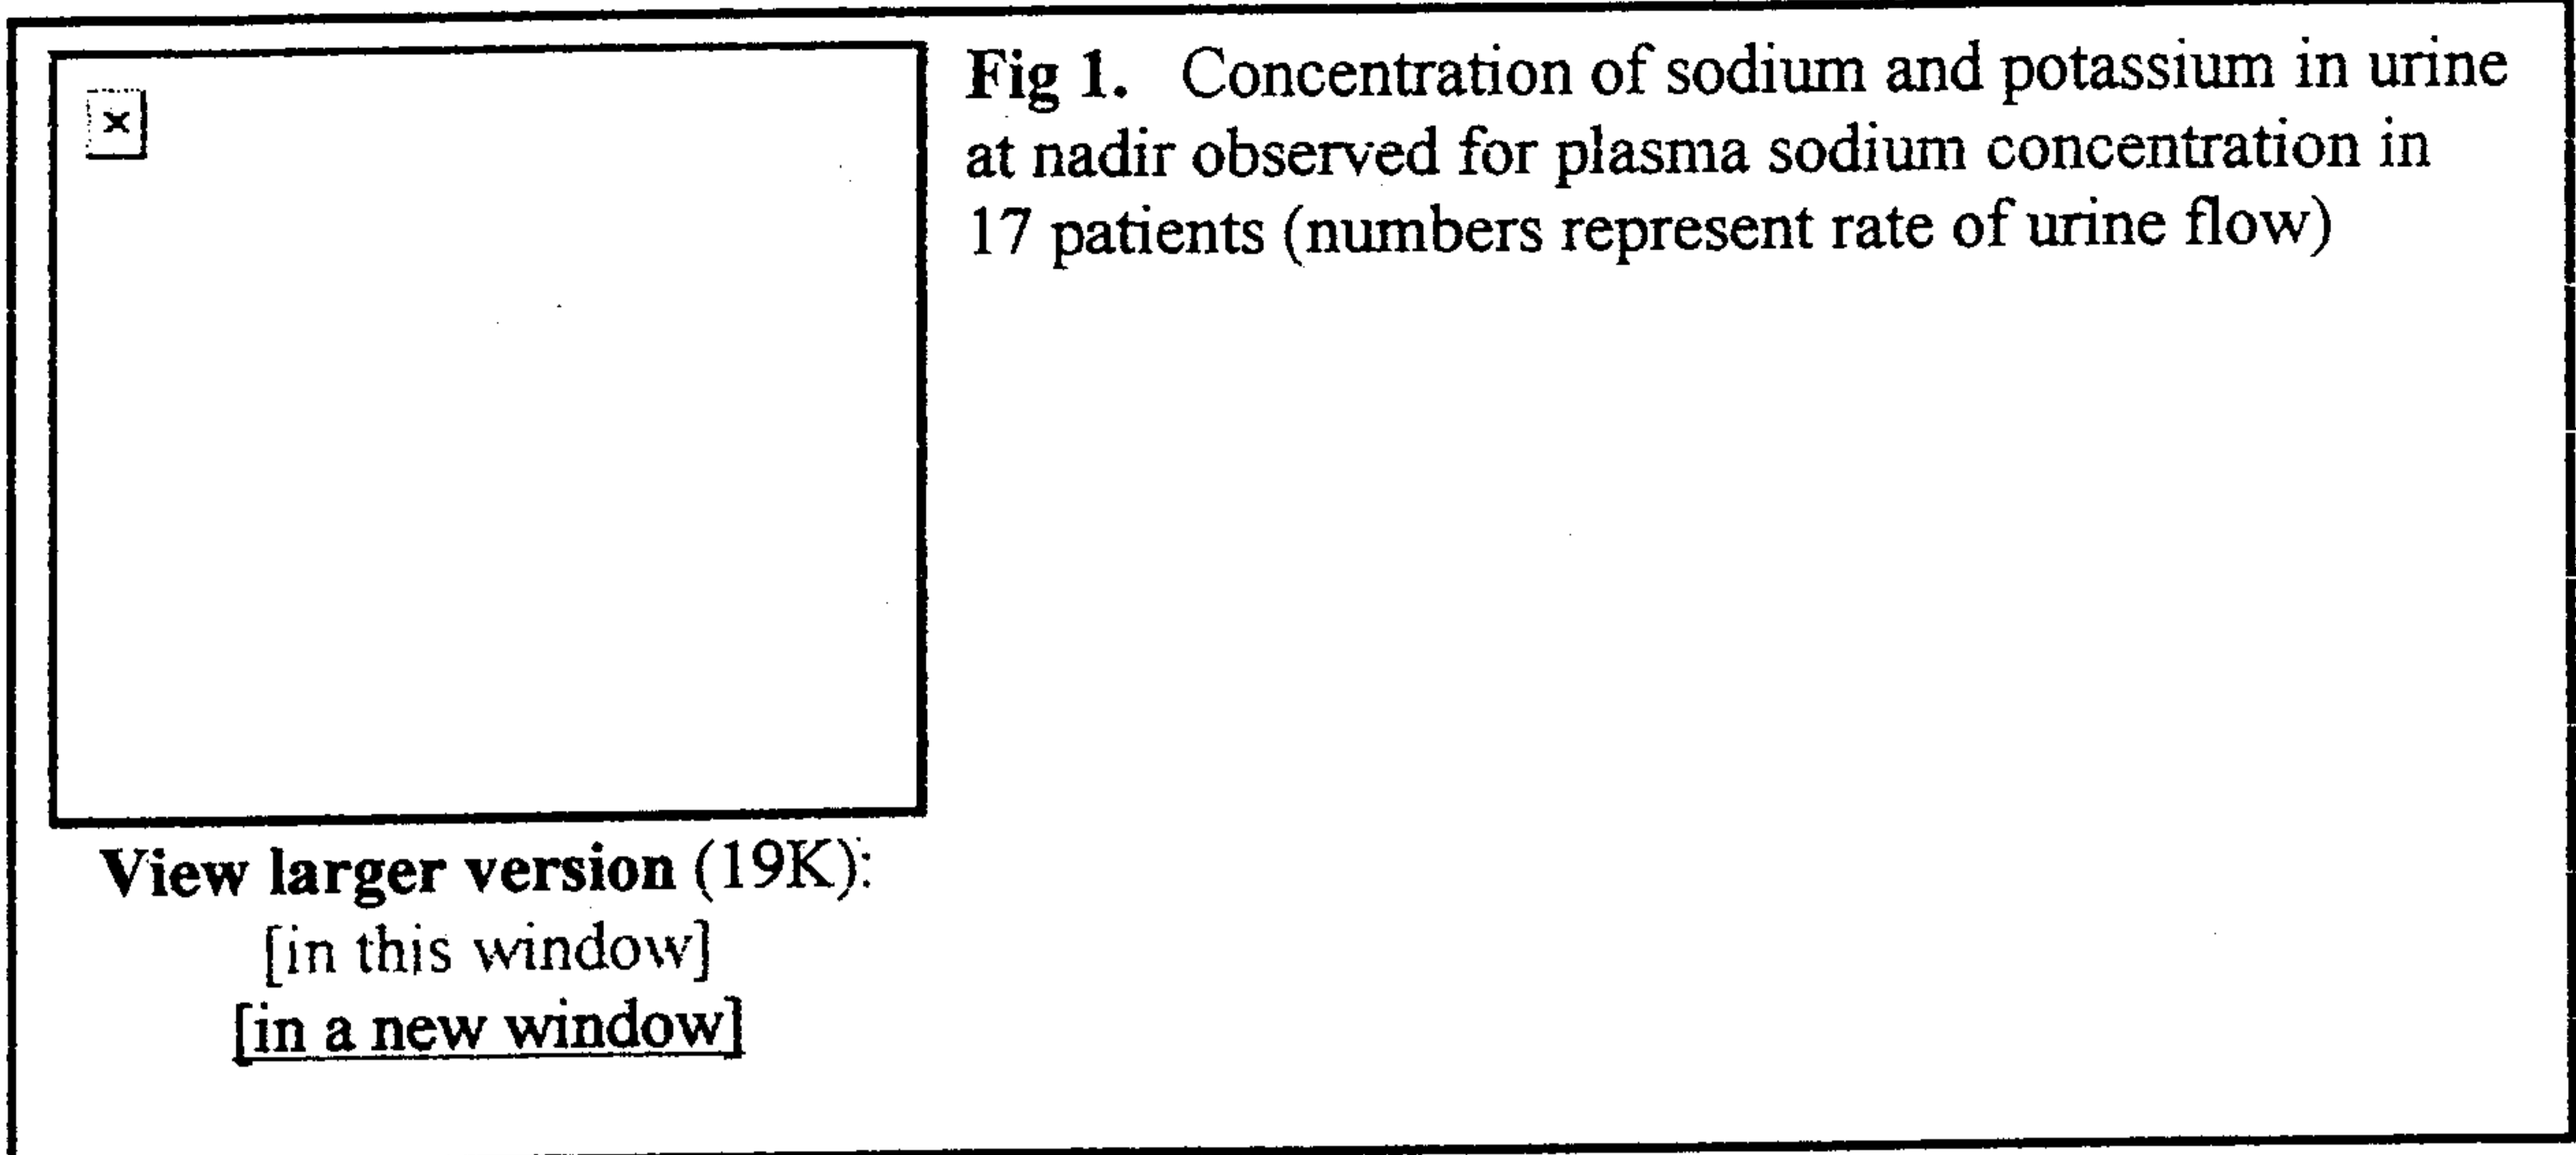 Fig 1. Concentration of sodium and potassium in urine
at nadir observed for plasma sodium concentration in
17 patients (numbers represent rate of urine flow)
View larger version (19K):
[in this window]
[in a new window]